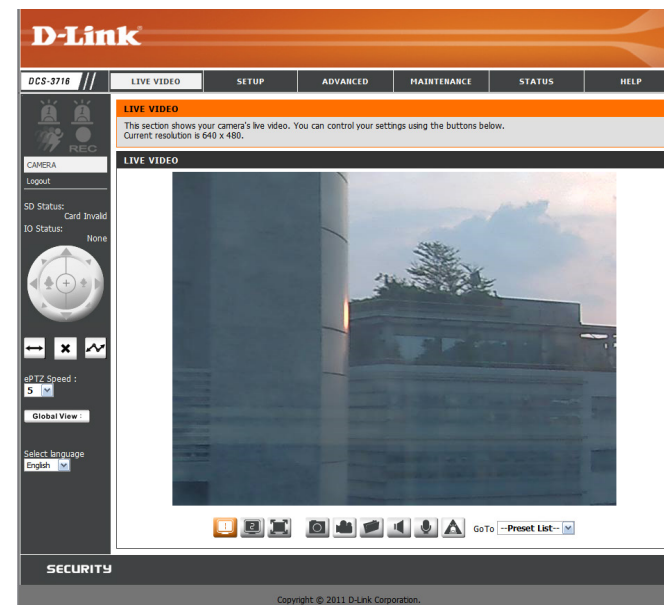 D-Link
DCS-3716
LIVE VIDEO SETUP ADVANCED MAINTENANCE STATUS HELP
LIVE VIDEO
This section shows your camera's live video. You can control your settings using the buttons below.
Current resolution is 640 x 480.
REC
CAMERA
LIVE VIDEO
Logout
SD Status:
Card Invalid
IO Status:
None
ePTZ Speed :
5
Global View :
Select language
English
1 2 GoTo --Preset List--
SECURITY
Copyright © 2011 D-Link Corporation.